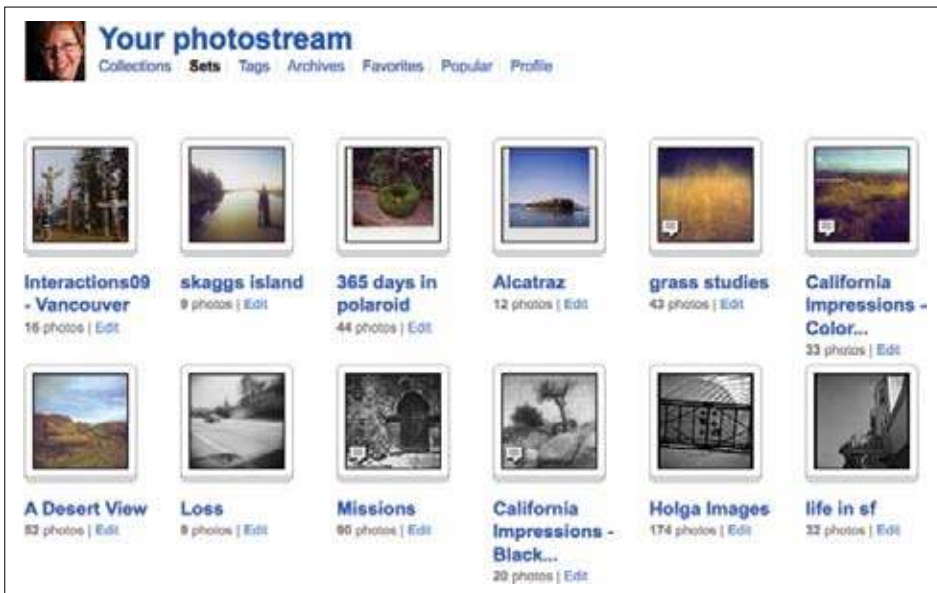 Your photostream
Collections Sets Tags Archives Favorites Popular Profile
Interactions09
- Vancouver
16 photos | Edit
skaggs island
9 photos | Edit
365 days in
polaroid
44 photos | Edit
Alcatraz
12 photos | Edit
grass studies
43 photos | Edit
California
Impressions -
Color...
33 photos | Edit
A Desert View
52 photos | Edit
Loss
photos | Edit
Missions
photos | Edit
California
Impressions -
Black...
20 photos | Edit
Holga Images
174 photos | Edit
life in sf
32 photos | Edit